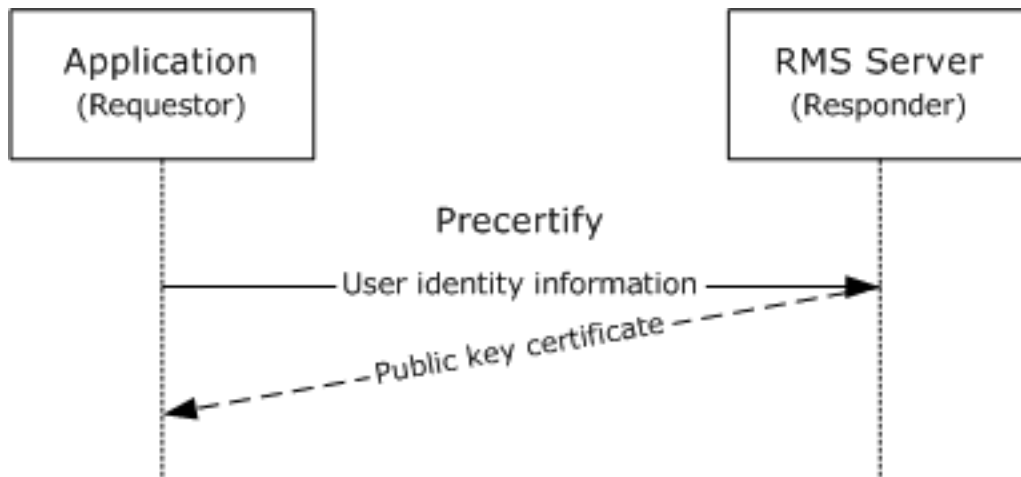 Application
(Requestor)
RMS Server
(Responder)
Precertify
User identity information
Public key certificate